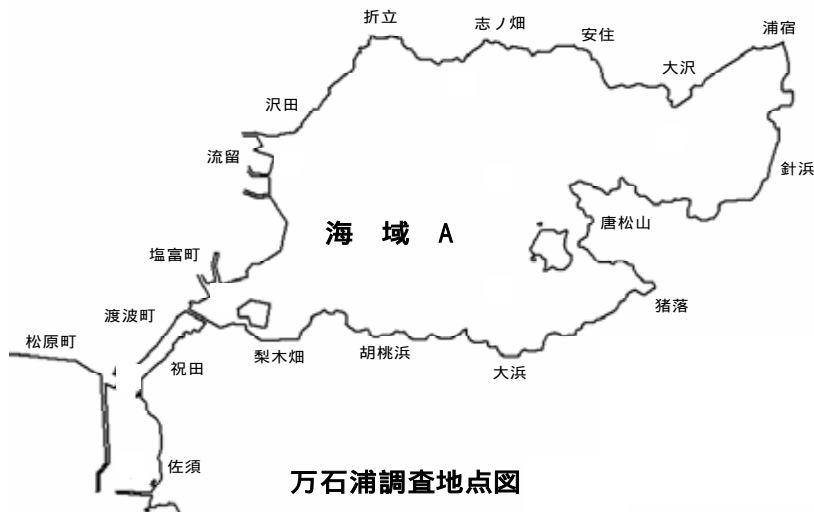 折立
志ノ畑
安住
浦宿
大沢
沢田
流留
針浜
唐松山
海 域 A
塩富町
猪落
渡波町
松原町
祝田
梨木畑
胡桃浜
大浜
佐須
万石浦調査地点図